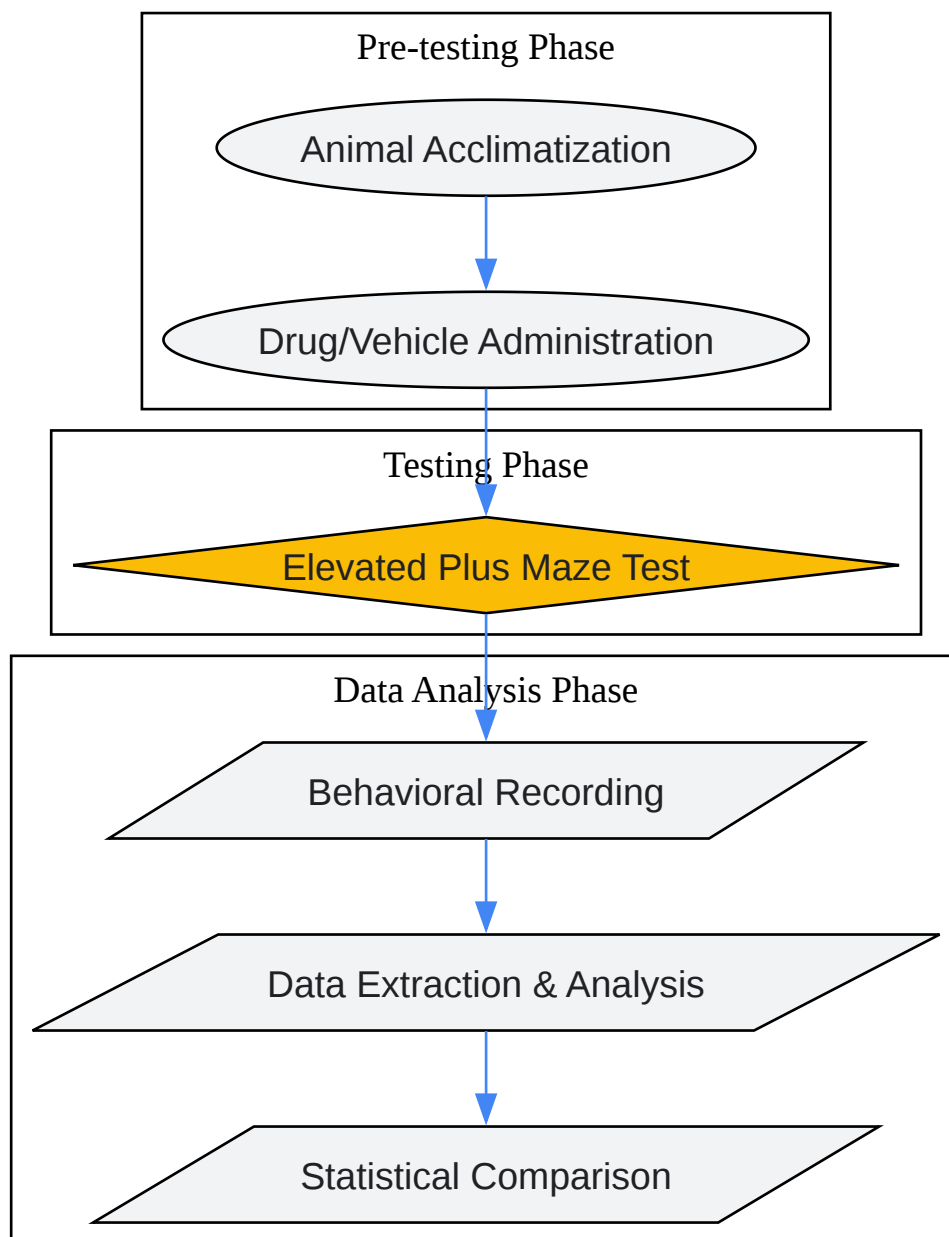 Pre-testing Phase
Animal Acclimatization
Drug/Vehicle Administration
Testing Phase
Elevated Plus Maze Test
Data Analysis Phase
Behavioral Recording
Data Extraction & Analysis
Statistical Comparison